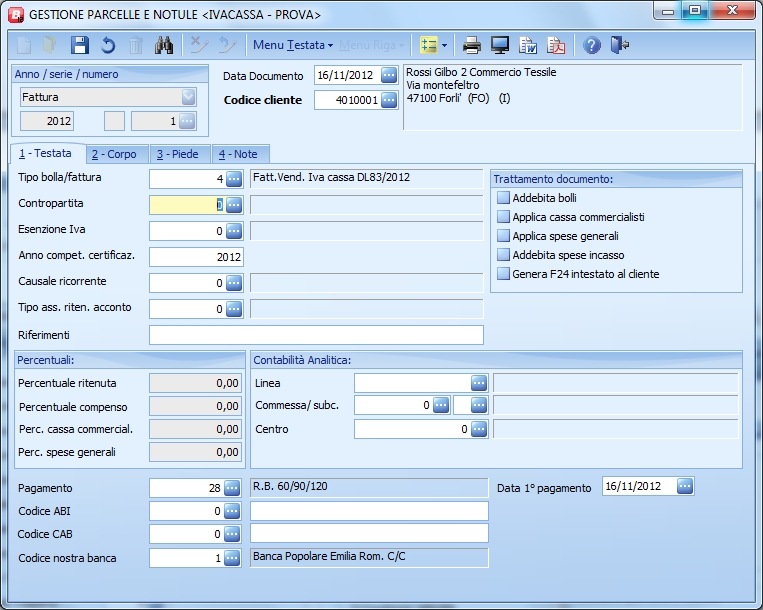 GESTIONE PARCELLE E NOTULE <IVACASSA - PROVA>
Menu Testata Menu Riga
Anno / serie / numero
Fattura
2012 1
Data Documento 16/11/2012
Codice cliente 4010001
Rossi Gilbo 2 Commercio Tessile
Via montefeltro
47100 Forli' (FO) (I)
1 - Testata 2 - Corpo 3 - Piede 4 - Note
Tipo bolla/fattura 4 Fatt.Vend. Iva cassa DL83/2012
Contropartita 0
Esenzione Iva 0
Anno compet. certificaz. 2012
Causale ricorrente 0
Tipo ass. riten. acconto 0
Riferimenti
Trattamento documento:
Addebita bolli
Applica cassa commercialisti
Applica spese generali
Addebita spese incasso
Genera F24 intestato al cliente
Percentuali:
Percentuale ritenuta 0,00
Percentuale compenso 0,00
Perc. cassa commercial. 0,00
Perc. spese generali 0,00
Contabilità Analitica:
Linea
Commessa/ subc. 0
Centro 0
Pagamento 28 R.B. 60/90/120 Data 1° pagamento 16/11/2012
Codice ABI 0
Codice CAB 0
Codice nostra banca 1 Banca Popolare Emilia Rom. C/C